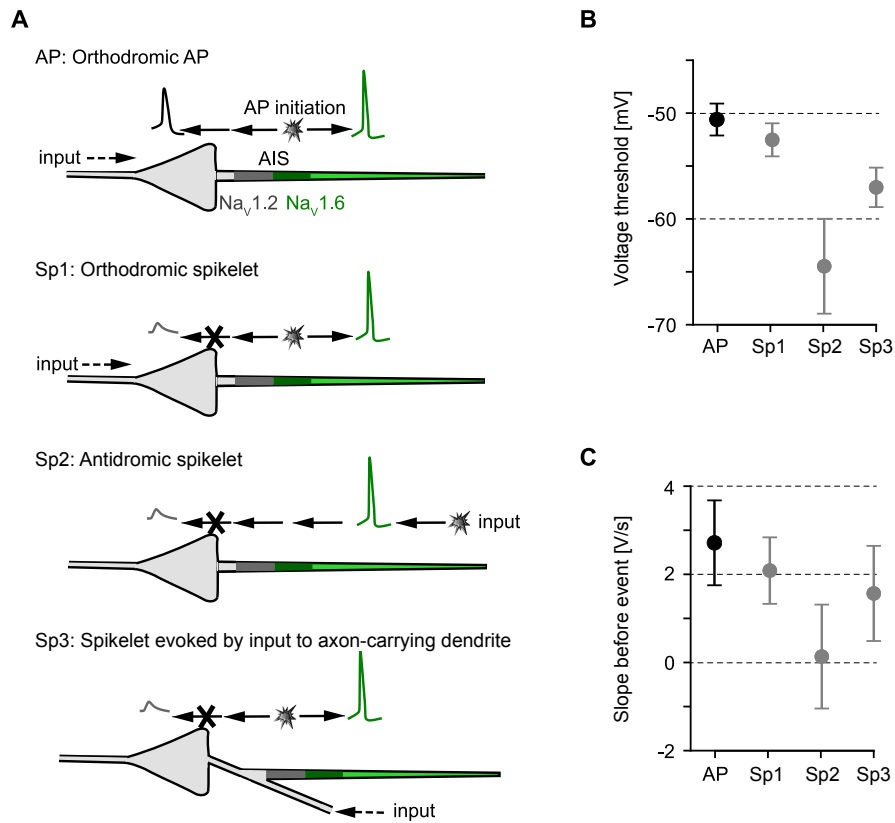 A
AP: Orthodromic AP
AP initiation
input
AIS
NaV1.2 NaV1.6
Sp1: Orthodromic spikelet
input
Sp2: Antidromic spikelet
input
Sp3: Spikelet evoked by input to axon-carrying dendrite
input
B
Voltage threshold [mV]
-50
-60
-70
AP Sp1 Sp2 Sp3
C
Slope before event [V/s]
4
2
0
-2
AP Sp1 Sp2 Sp3